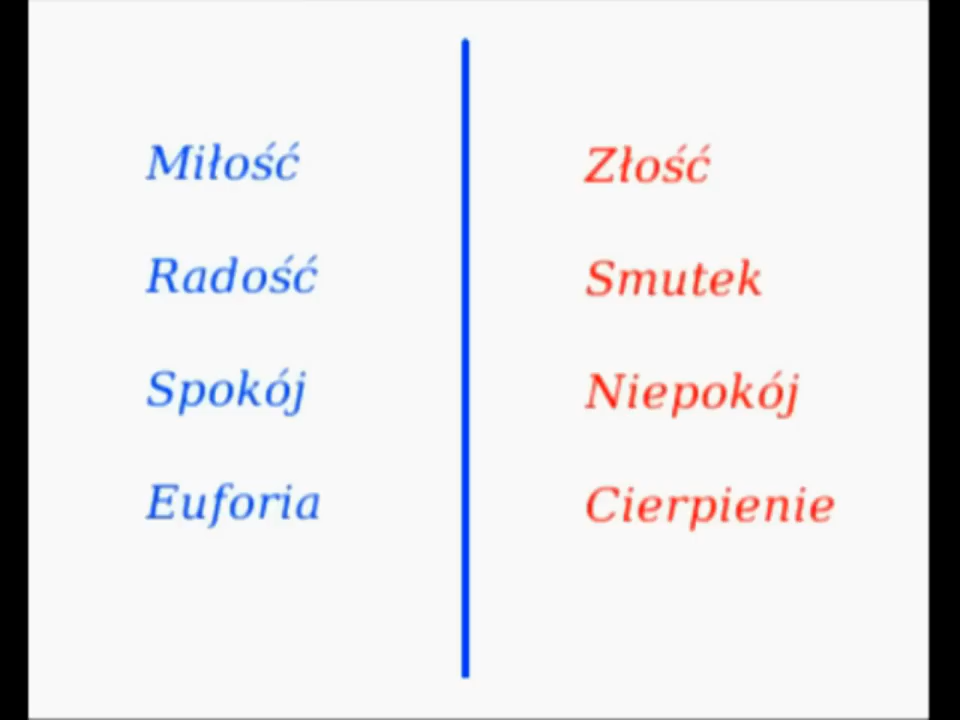 Miłość
Radość
Spokój
Euforia
Złość
Smutek
Niepokój
Cierpienie